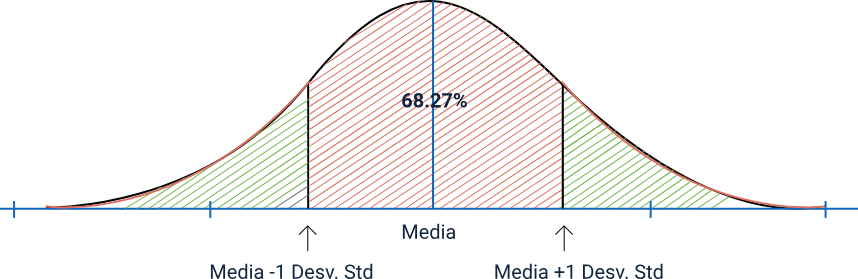 68.27%
Media
Media -1 Desv. Std
Media +1 Desv. Std